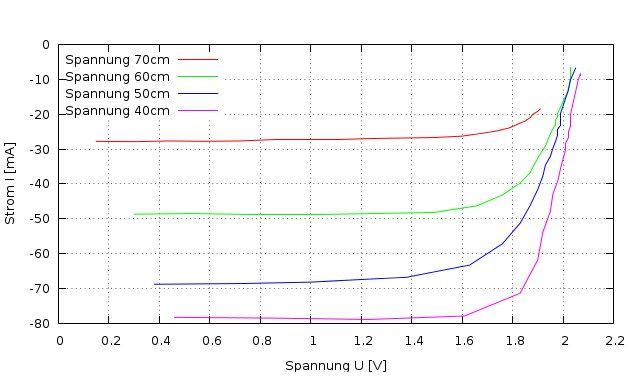 0
-10
-20
-30
-40
-50
-60
-70
-80
Strom I [mA]
Spannung 70cm
Spannung 60cm
Spannung 50cm
Spannung 40cm
0 0.2 0.4 0.6 0.8 1 1.2 1.4 1.6 1.8 2 2.2
Spannung U [V]